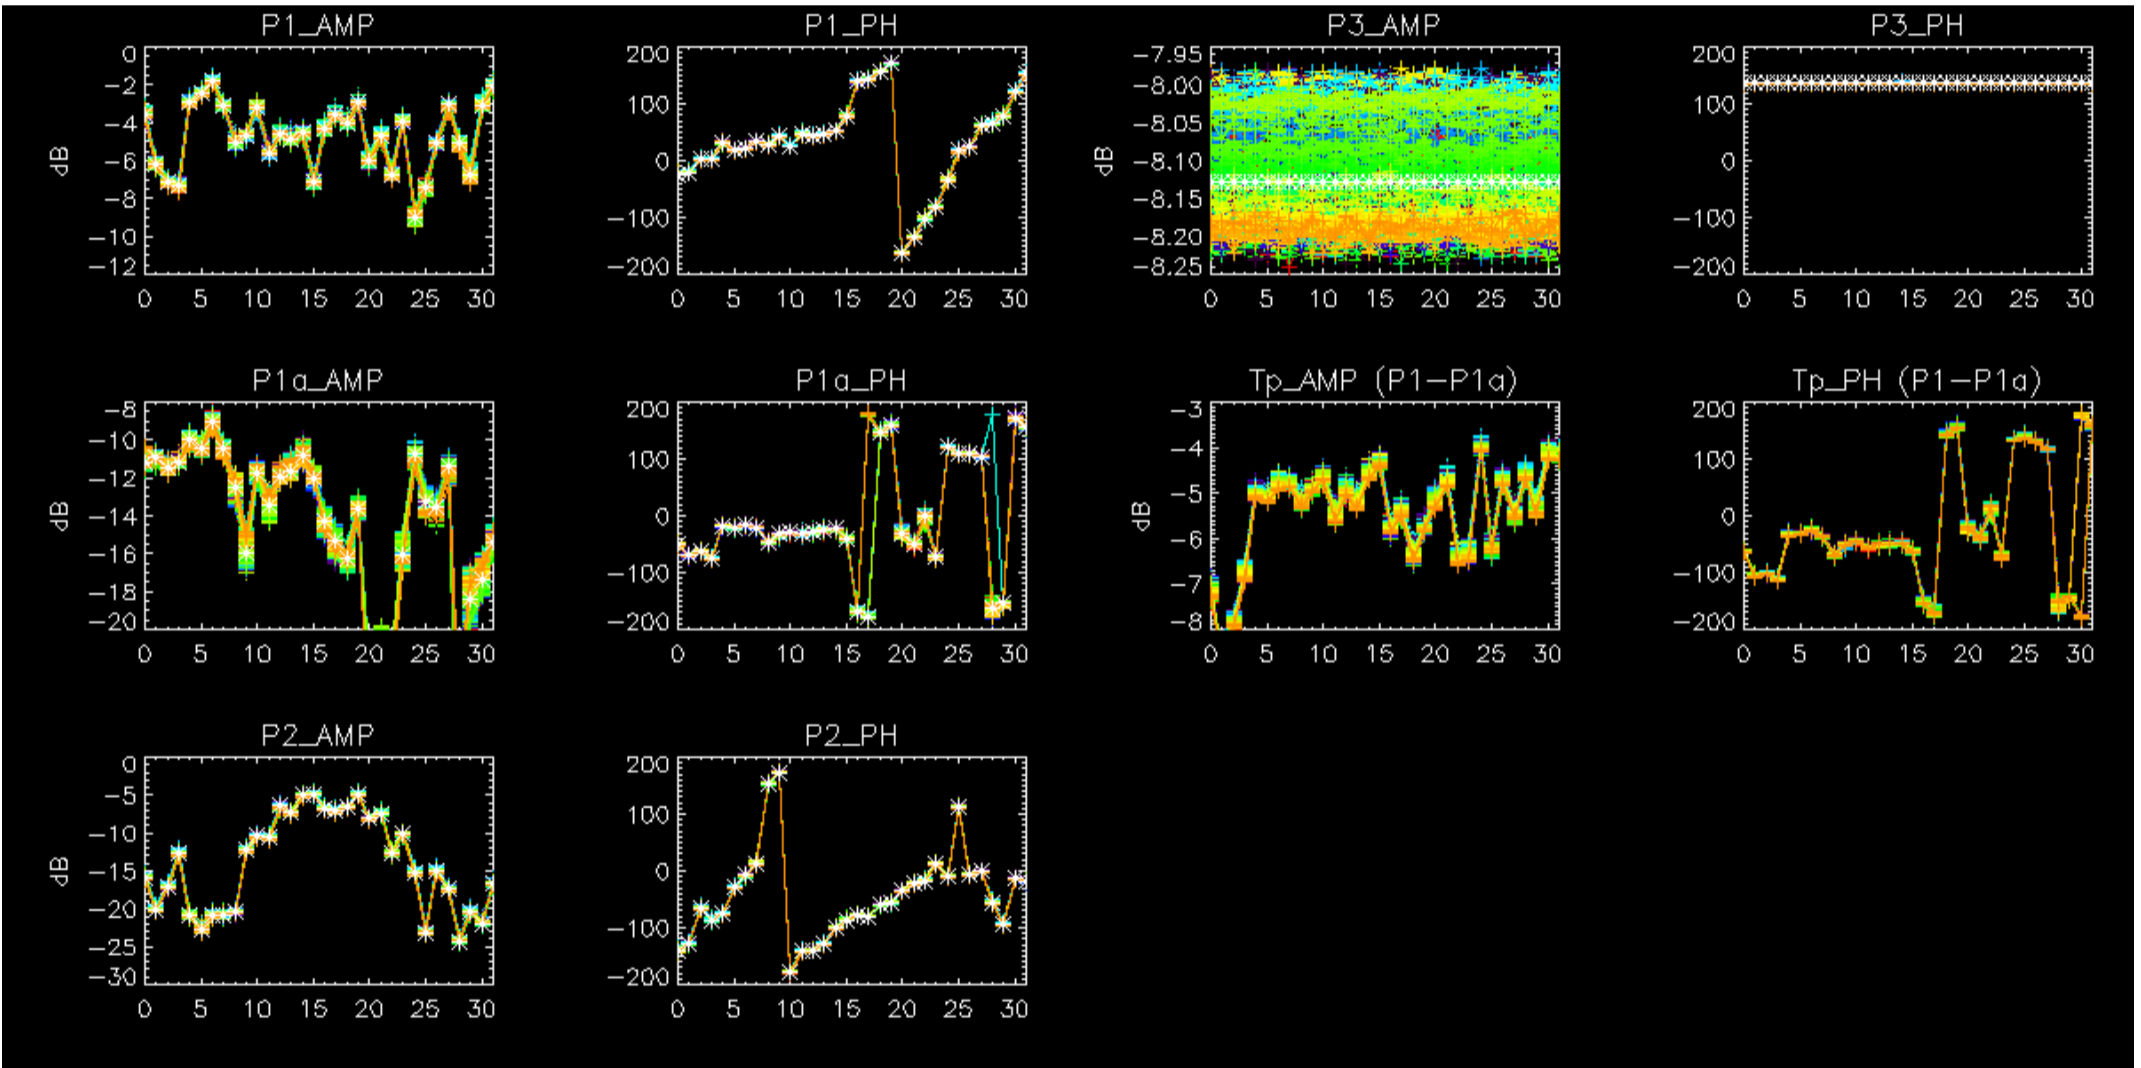 P1_AMP P1_PH P3_AMP P3_PH
0 200 -7.95 200
-2 100 -8.00 100
-4 0 -8.05 0
-6 -100 -8.10 -100
-8 -200 -8.15 -200
-10 -8.20
-12 -8.25
dB dB
0 5 10 15 20 25 30 0 5 10 15 20 25 30 0 5 10 15 20 25 30 0 5 10 15 20 25 30
P1a_AMP P1a_PH Tp_AMP (P1-P1a) Tp_PH (P1-P1a)
-8 200 -3 200
-10 100 -4 100
-12 0 -5 0
-14 -100 -6 -100
-16 -200 -7 -200
-18 -8
-20
dB dB
0 5 10 15 20 25 30 0 5 10 15 20 25 30 0 5 10 15 20 25 30 0 5 10 15 20 25 30
P2_AMP P2_PH
0 200
-5 100
-10 0
-15 -100
-20 -200
-25
-30
dB
0 5 10 15 20 25 30 0 5 10 15 20 25 30